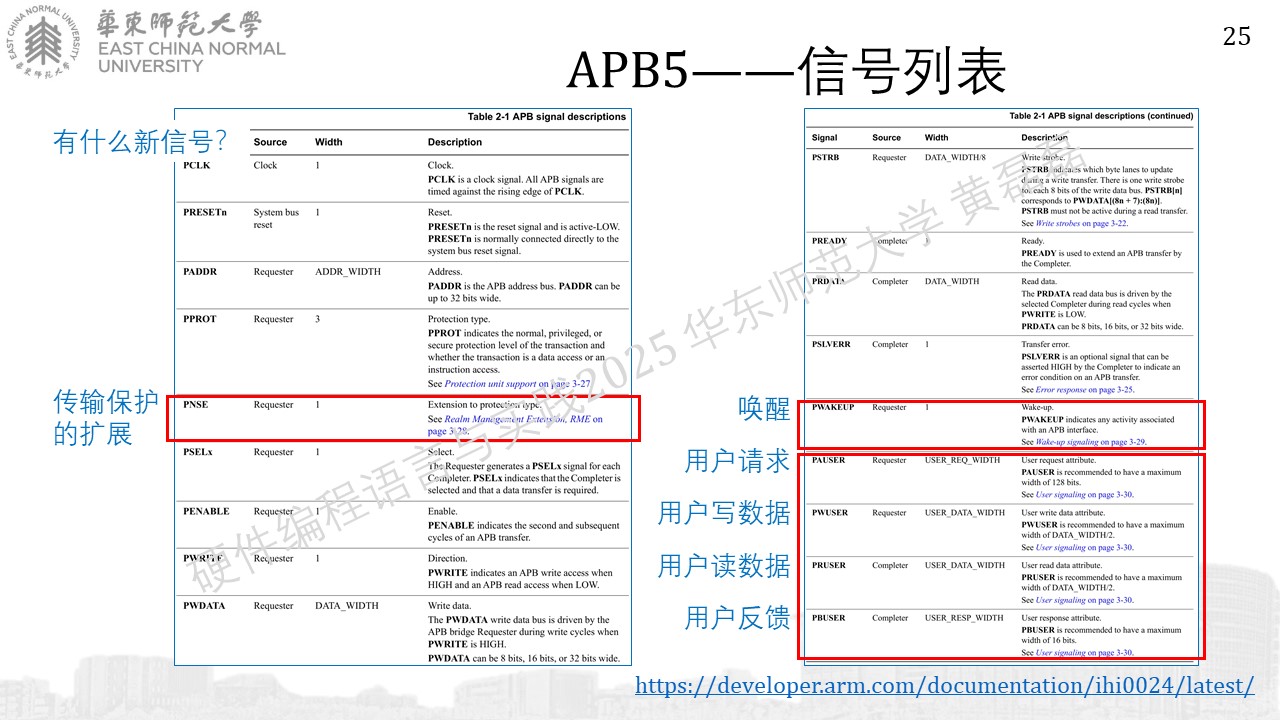 EAST CHINA NORMAL UNIVERSITY
華東師範大學
華東師範大學
EAST CHINA NORMAL
UNIVERSITY
25
APB5——信号列表
有什么新信号?
Table 2-1 APB signal descriptions
Source Width Description
PCLK Clock 1 Clock.
PCLK is a clock signal. All APB signals are
timed against the rising edge of PCLK.
PRESETn System bus 1 Reset.
reset
PRESETn is the reset signal and is active-LOW.
PRESETn is normally connected directly to the
system bus reset signal.
PADDR Requester ADDR_WIDTH Address.
PADDR is the APB address bus. PADDR can be
up to 32 bits wide.
PPROT Requester 3 Protection type.
PPROT indicates the normal, privileged, or
secure protection level of the transaction and
whether the transaction is a data access or an
instruction access.
See Protection unit support on page 3-27
传输保护
的扩展
PNSE Requester 1 Extension to protection type.
See Realm Management Extension, RME on
page 3-28.
PSELx Requester 1 Select.
The Requester generates a PSELx signal for each
Completer. PSELx indicates that the Completer is
selected and that a data transfer is required.
PENABLE Requester 1 Enable.
PENABLE indicates the second and subsequent
cycles of an APB transfer.
PWRITE Requester 1 Direction.
PWRITE indicates an APB write access when
HIGH and an APB read access when LOW.
PWDATA Requester DATA_WIDTH Write data.
The PWDATA write data bus is driven by the
APB bridge Requester during write cycles when
PWRITE is HIGH.
PWDATA can be 8 bits, 16 bits, or 32 bits wide.
Table 2-1 APB signal descriptions (continued)
Signal Source Width Description
PSTRB Requester DATA_WIDTH/8 Write strobe.
PSTRB indicates which byte lanes to update
during a write transfer. There is one write strobe
for each 8 bits of the write data bus. PSTRB[n]
corresponds to PWDATA[(8n + 7):(8n)].
PSTRB must not be active during a read transfer.
See Write strobes on page 3-22.
PREADY Completer 1 Ready.
PREADY is used to extend an APB transfer by
the Completer.
PRDATA Completer DATA_WIDTH Read data.
The PRDATA read data bus is driven by the
selected Completer during read cycles when
PWRITE is LOW.
PRDATA can be 8 bits, 16 bits, or 32 bits wide.
PSLVERR Completer 1 Transfer error.
PSLVERR is an optional signal that can be
asserted HIGH by the Completer to indicate an
error condition on an APB transfer.
See Error response on page 3-25.
唤醒
PWAKEUP Requester 1 Wake-up.
PWAKEUP indicates any activity associated
with an APB interface.
See Wake-up signaling on page 3-29.
用户请求
PAUSER Requester USER_REQ_WIDTH User request attribute.
PAUSER is recommended to have a maximum
width of 128 bits.
See User signaling on page 3-30.
用户写数据
PWUSER Requester USER_DATA_WIDTH User write data attribute.
PWUSER is recommended to have a maximum
width of DATA_WIDTH/2.
See User signaling on page 3-30.
用户读数据
PRUSER Completer USER_DATA_WIDTH User read data attribute.
PRUSER is recommended to have a maximum
width of DATA_WIDTH/2.
See User signaling on page 3-30.
用户反馈
PBUSER Completer USER_RESP_WIDTH User response attribute.
PBUSER is recommended to have a maximum
width of 16 bits.
See User signaling on page 3-30.
硬件编程语言与实践2025 华东师范大学 黄磊磊
https://developer.arm.com/documentation/ihi0024/latest/